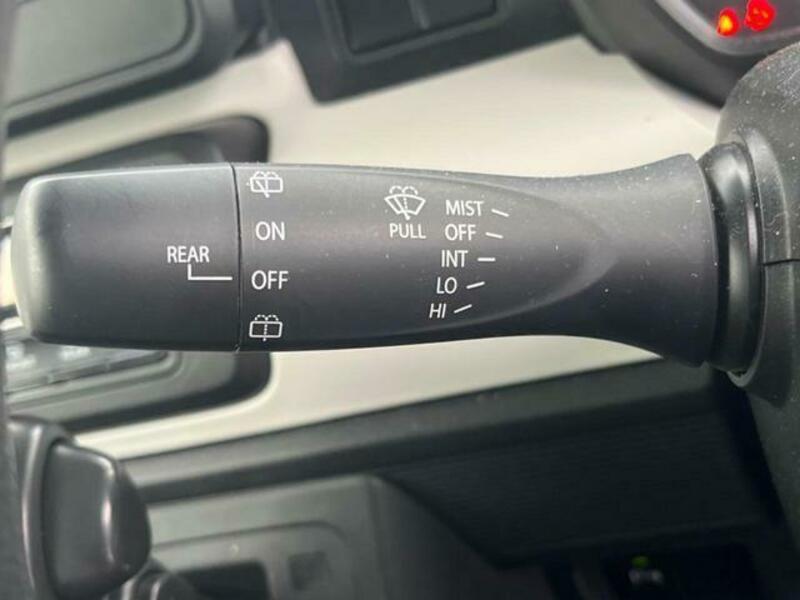 REAR
ON
OFF
PULL
MIST
OFF
INT
LO
HI